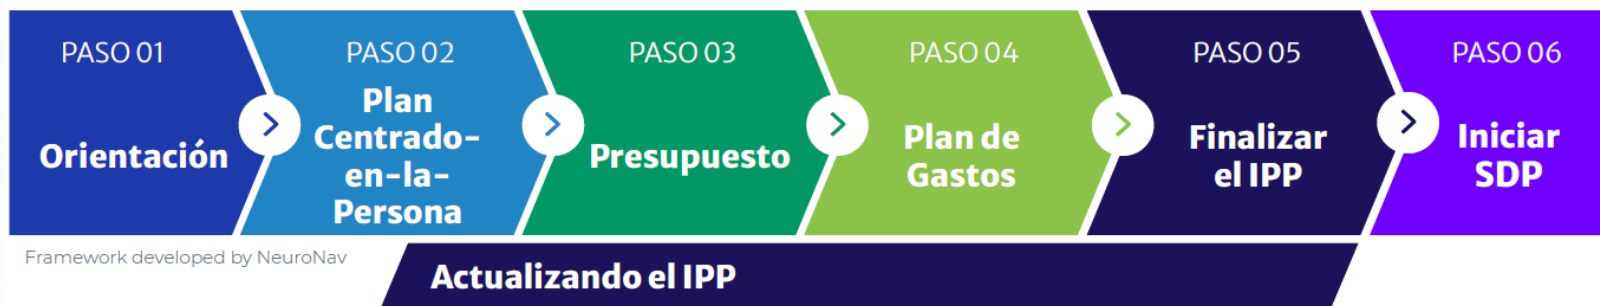 PASO 01
Orientación
PASO 02
Plan
Centrado-
en-la-
Persona
PASO 03
Presupuesto
PASO 04
Plan de
Gastos
PASO 05
Finalizar
el IPP
PASO 06
Iniciar
SDP
Framework developed by NeuroNav
Actualizando el IPP